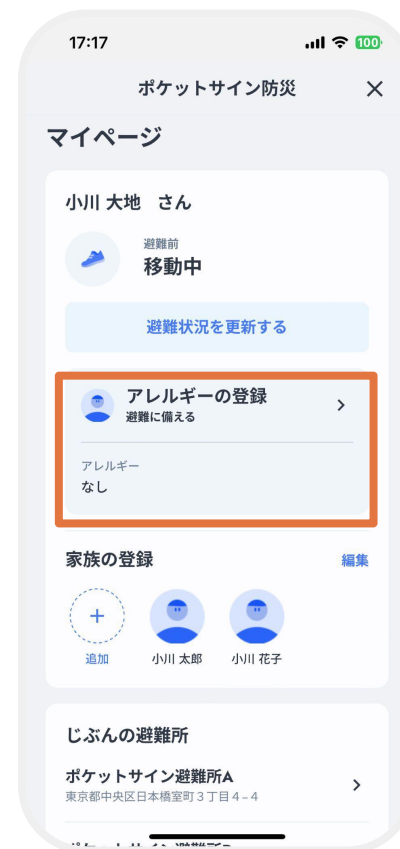 17:17
100
ポケットサイン防災
マイページ
小川 大地 さん
避難前
移動中
避難状況を更新する
アレルギーの登録
避難に備える
アレルギー
なし
家族の登録
編集
追加
小川 太郎
小川 花子
じぶんの避難所
ポケットサイン避難所A
東京都中央区日本橋室町3丁目4-4